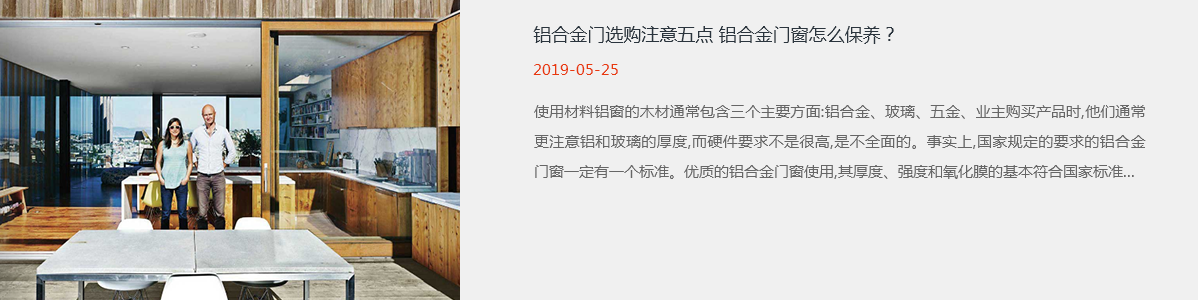 铝合金门选购注意五点 铝合金门窗怎么保养？
2019-05-25
使用材料铝窗的木材通常包含三个主要方面:铝合金、玻璃、五金、业主购买产品时,他们通常
更注意铝和玻璃的厚度,而硬件要求不是很高,是不全面的。事实上,国家规定的要求的铝合金
门窗一定有一个标准。优质的铝合金门窗使用,其厚度、强度和氧化膜的基本符合国家标准...